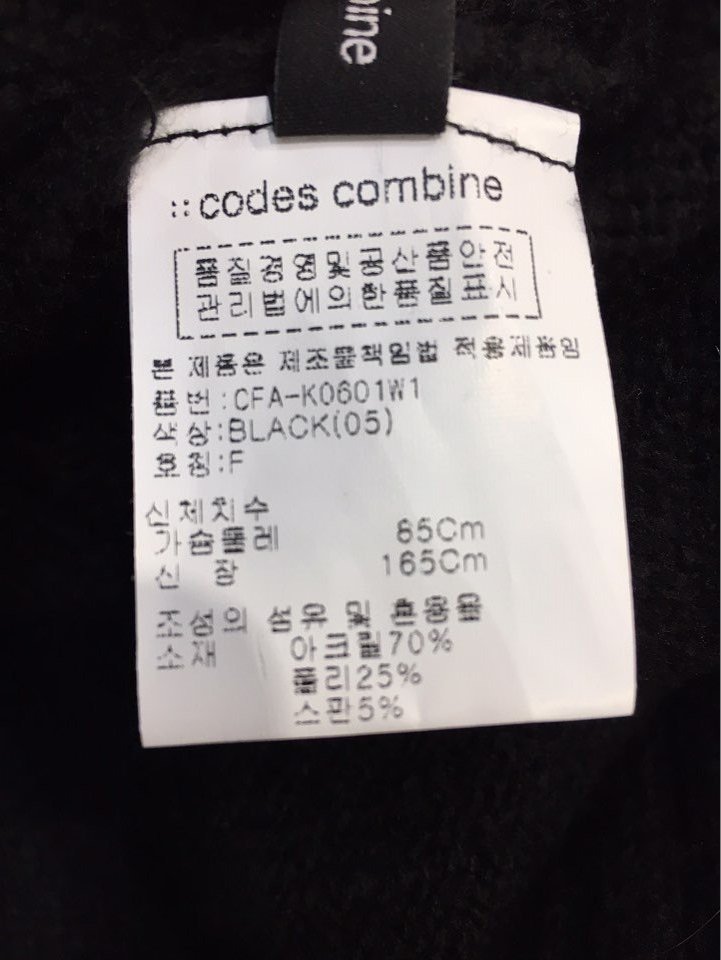 bine
::codes combine
품질경영및공산품안전
관리법에의한품질표시
본 제품은 제조물책임법 적용제품임
품번:CFA-K0601W1
색상:BLACK(05)
호칭:F
신체치수
가슴둘레 85Cm
신 장 165Cm
조성의 섬유 및 혼용율
소재 아크릴70%
폴리25%
스판5%